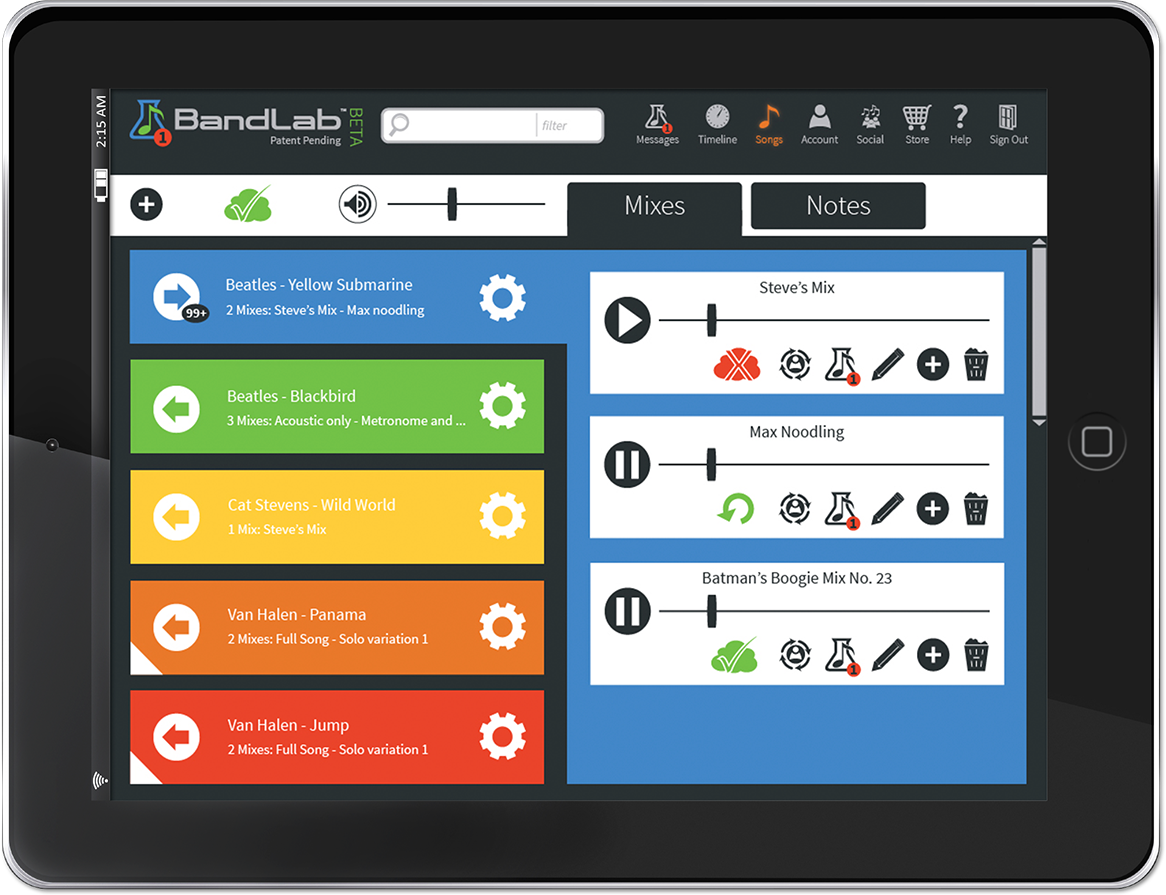 2:15 AM
BandLab™ BETA
Patent Pending
1
filter
1
Messages
Timeline
Songs
Account
Social
Store
Help
Sign Out
Mixes
Notes
Beatles - Yellow Submarine
2 Mixes: Steve’s Mix - Max noodling
99+
Beatles - Blackbird
3 Mixes: Acoustic only - Metronome and ...
Cat Stevens - Wild World
1 Mix: Steve’s Mix
Van Halen - Panama
2 Mixes: Full Song - Solo variation 1
Van Halen - Jump
2 Mixes: Full Song - Solo variation 1
Steve’s Mix
1
Max Noodling
1
Batman’s Boogie Mix No. 23
1